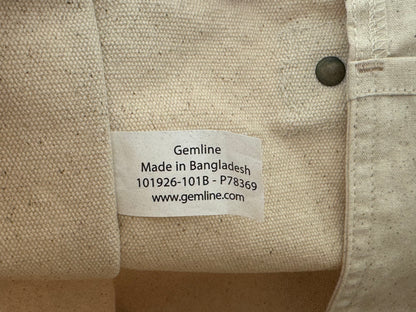 Gemline
Made in Bangladesh
101926-101B - P78369
www.gemline.com